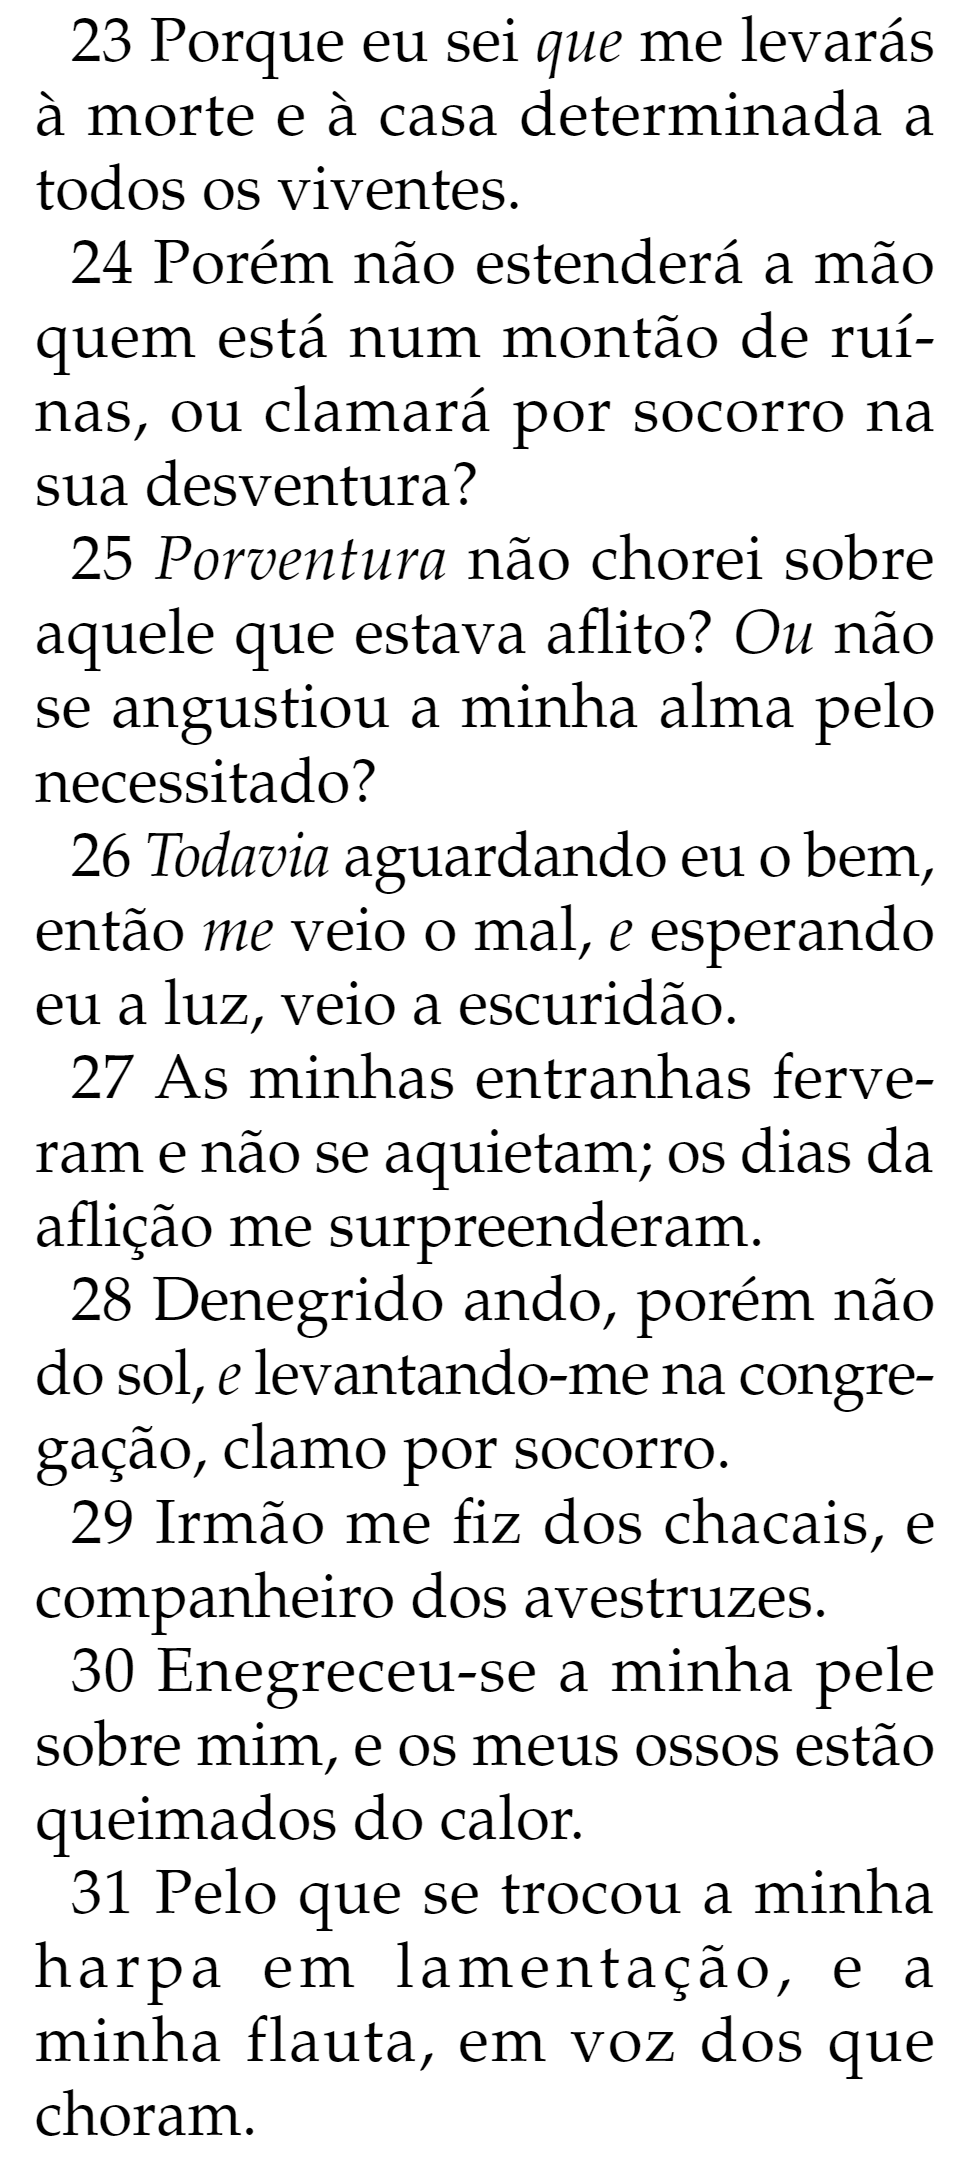 23 Porque eu sei que me levarás
à morte e à casa determinada a
todos os viventes.
24 Porém não estenderá a mão
quem está num montão de ruí-
nas, ou clamará por socorro na
sua desventura?
25 Porventura não chorei sobre
aquele que estava aflito? Ou não
se angustiou a minha alma pelo
necessitado?
26 Todavia aguardando eu o bem,
então me veio o mal, e esperando
eu a luz, veio a escuridão.
27 As minhas entranhas ferve-
ram e não se aquietam; os dias da
aflição me surpreenderam.
28 Denegrido ando, porém não
do sol, e levantando-me na congre-
gação, clamo por socorro.
29 Irmão me fiz dos chacais, e
companheiro dos avestruzes.
30 Enegreceu-se a minha pele
sobre mim, e os meus ossos estão
queimados do calor.
31 Pelo que se trocou a minha
harpa em lamentação, e a
minha flauta, em voz dos que
choram.